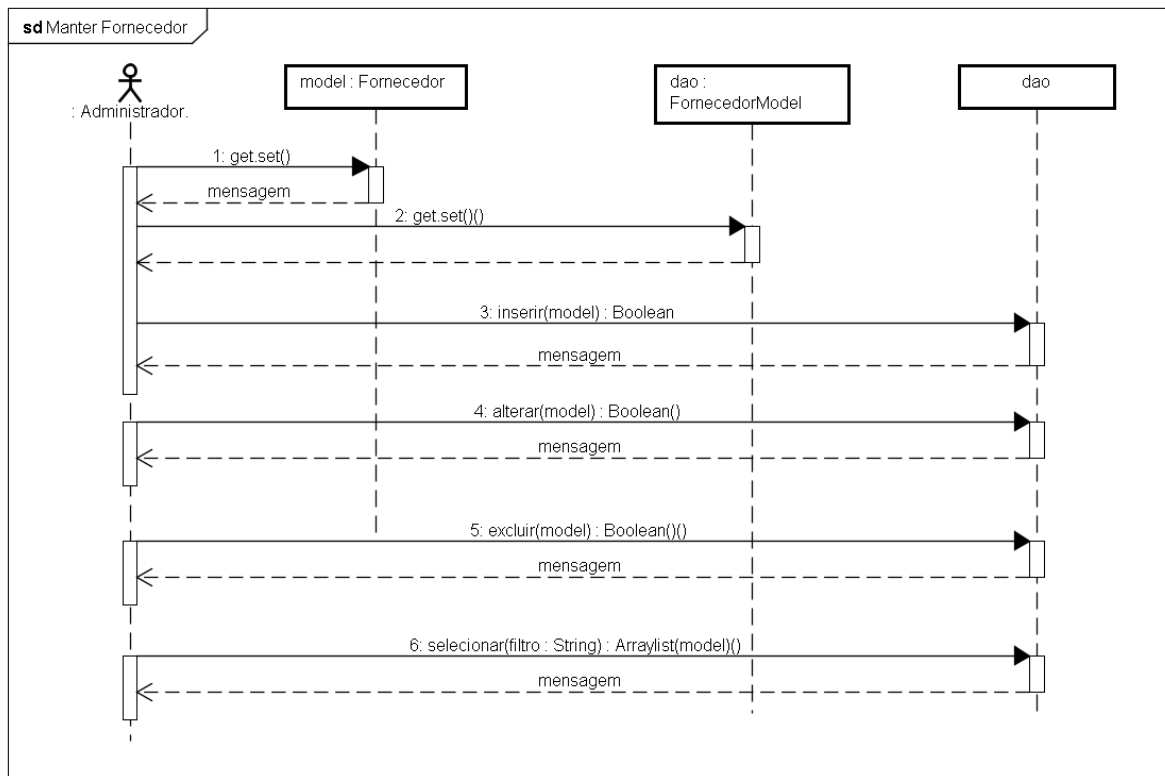 sd Manter Fornecedor
: Administrador.
model : Fornecedor
dao :
FornecedorModel
dao
1: get.set()
mensagem
2: get.set()()
3: inserir(model) : Boolean
mensagem
4: alterar(model) : Boolean()
mensagem
5: excluir(model) : Boolean()()
mensagem
6: selecionar(filtro : String) : Arraylist(model)()
mensagem